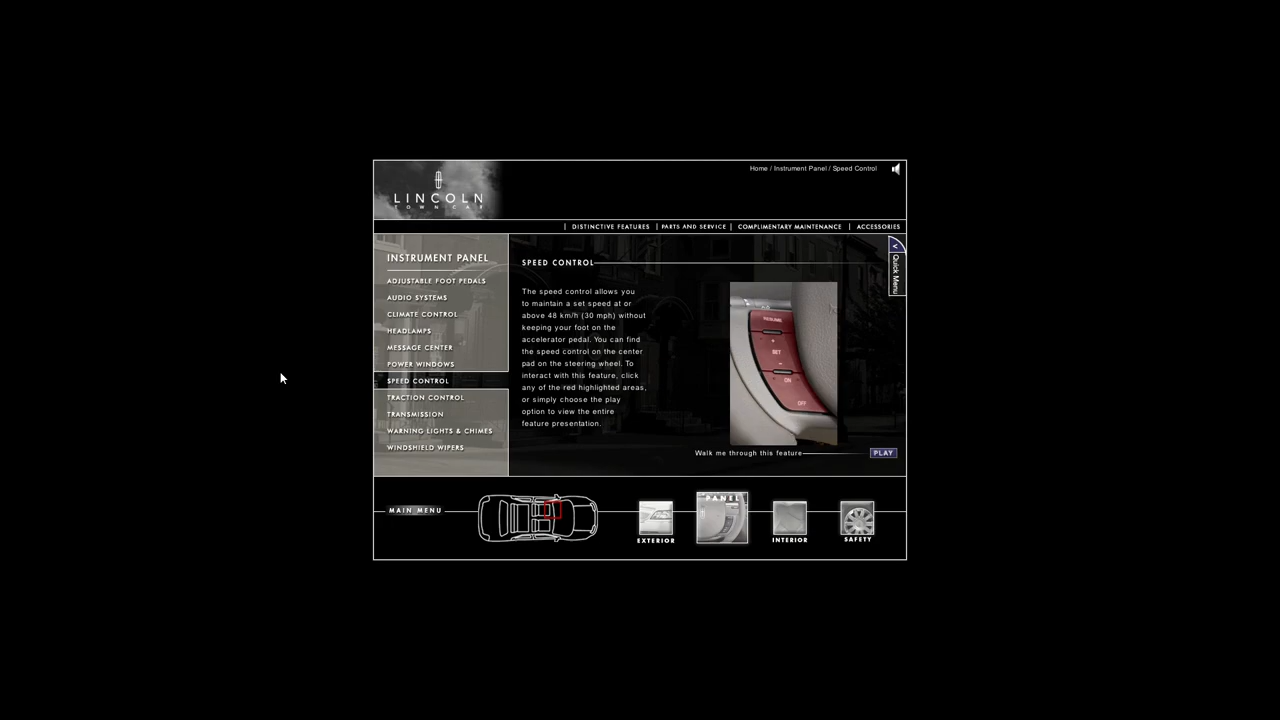 Home / Instrument Panel / Speed Control
LINCOLN
TOWN CAR
DISTINCTIVE FEATURES
PARTS AND SERVICE
COMPLIMENTARY MAINTENANCE
ACCESSORIES
Quick Menu
INSTRUMENT PANEL
ADJUSTABLE FOOT PEDALS
AUDIO SYSTEMS
CLIMATE CONTROL
HEADLAMPS
MESSAGE CENTER
POWER WINDOWS
SPEED CONTROL
TRACTION CONTROL
TRANSMISSION
WARNING LIGHTS & CHIMES
WINDSHIELD WIPERS
SPEED CONTROL
The speed control allows you
to maintain a set speed at or
above 48 km/h (30 mph) without
keeping your foot on the
accelerator pedal. You can find
the speed control on the center
pad on the steering wheel. To
interact with this feature, click
any of the red highlighted areas,
or simply choose the play
option to view the entire
feature presentation.
RESUME
+
SET
–
ON
OFF
Walk me through this feature
PLAY
MAIN MENU
EXTERIOR
PANEL
INTERIOR
SAFETY